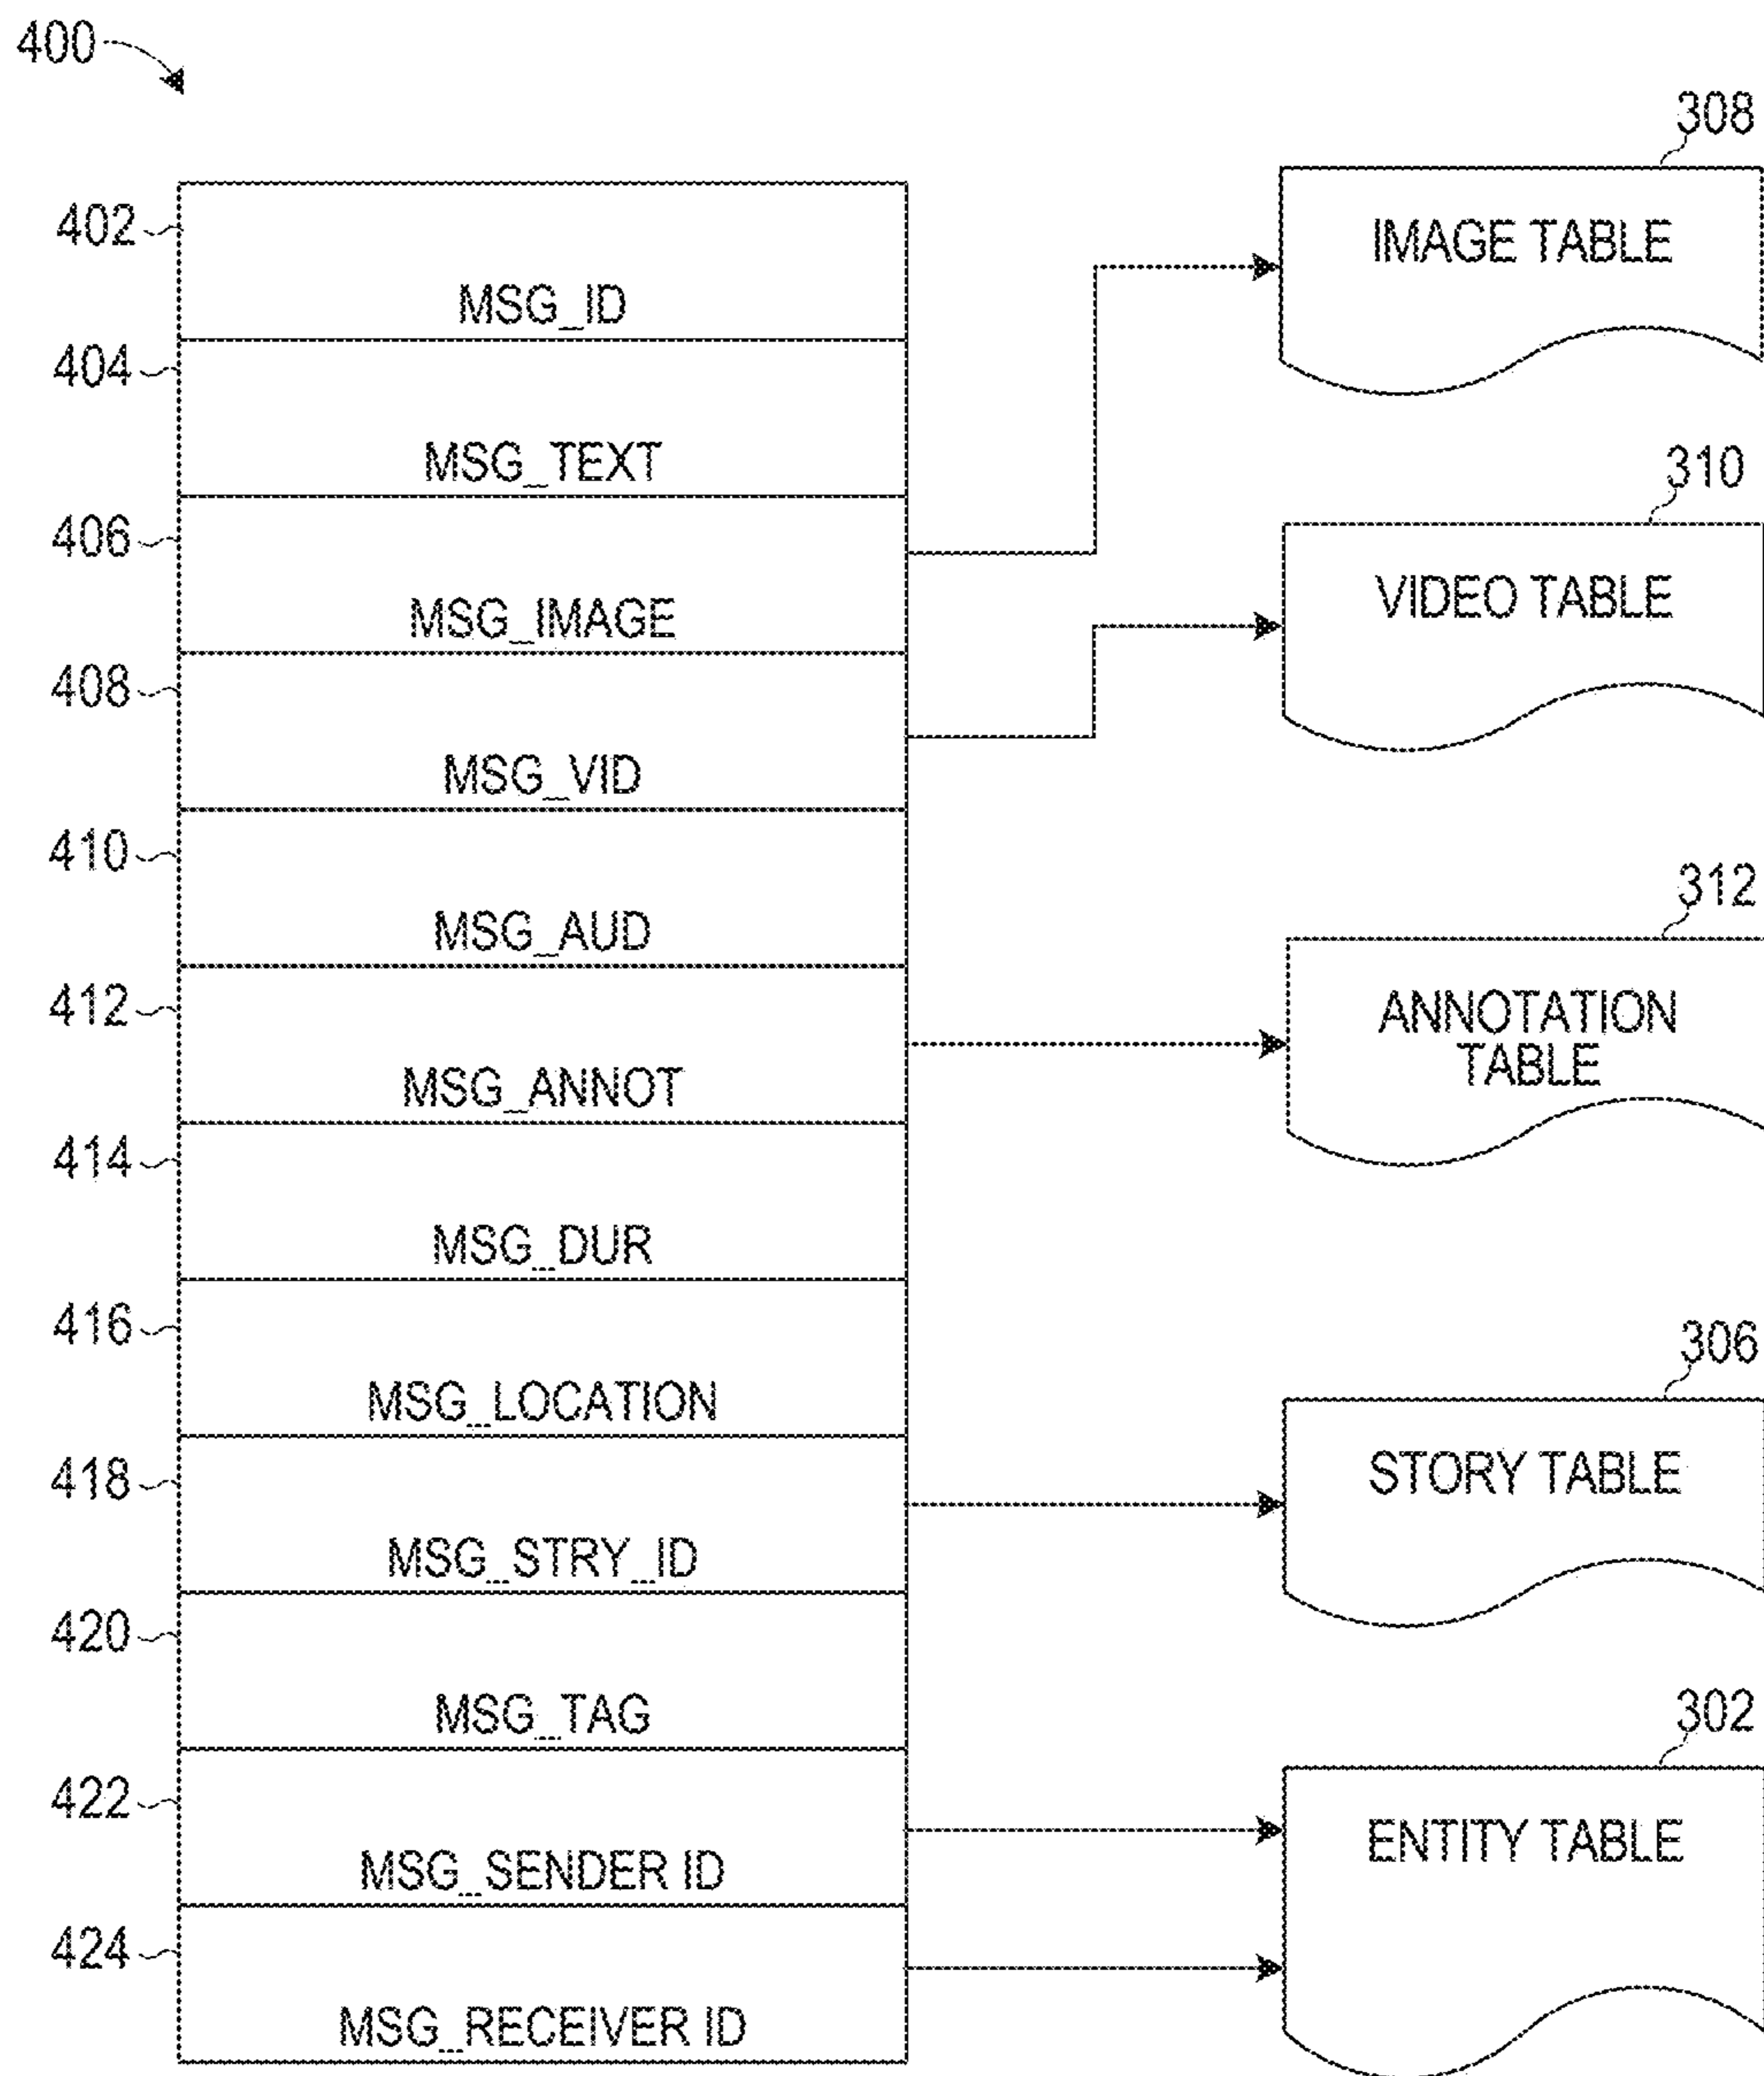 400
308
402
IMAGE TABLE
MSG_ID
404
MSG_TEXT
310
406
VIDEO TABLE
MSG_IMAGE
408
MSG_VID
410
312
MSG_AUD
412
ANNOTATION
TABLE
MSG_ANNOT
414
MSG_DUR
416
306
MSG_LOCATION
418
STORY TABLE
MSG_STRY_ID
420
302
MSG_TAG
422
ENTITY TABLE
MSG_SENDER ID
424
MSG_RECEIVER ID